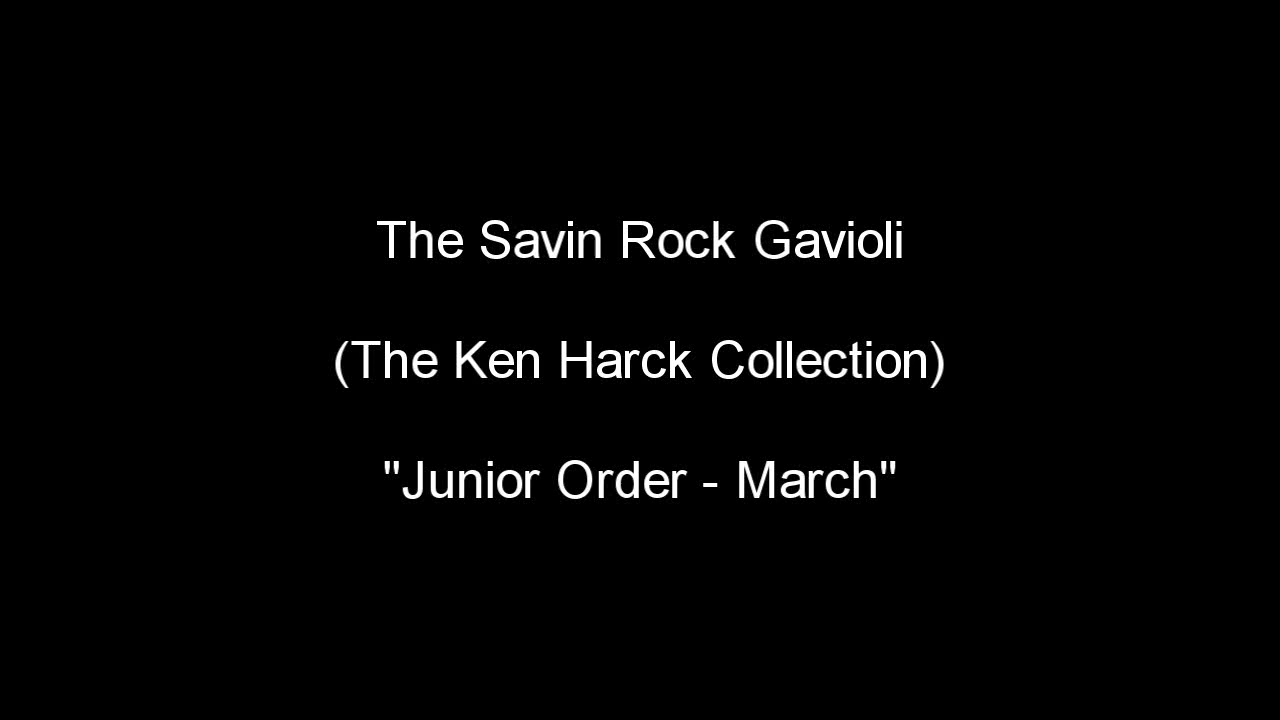 The Savin Rock Gavioli
(The Ken Harck Collection)
"Junior Order - March"